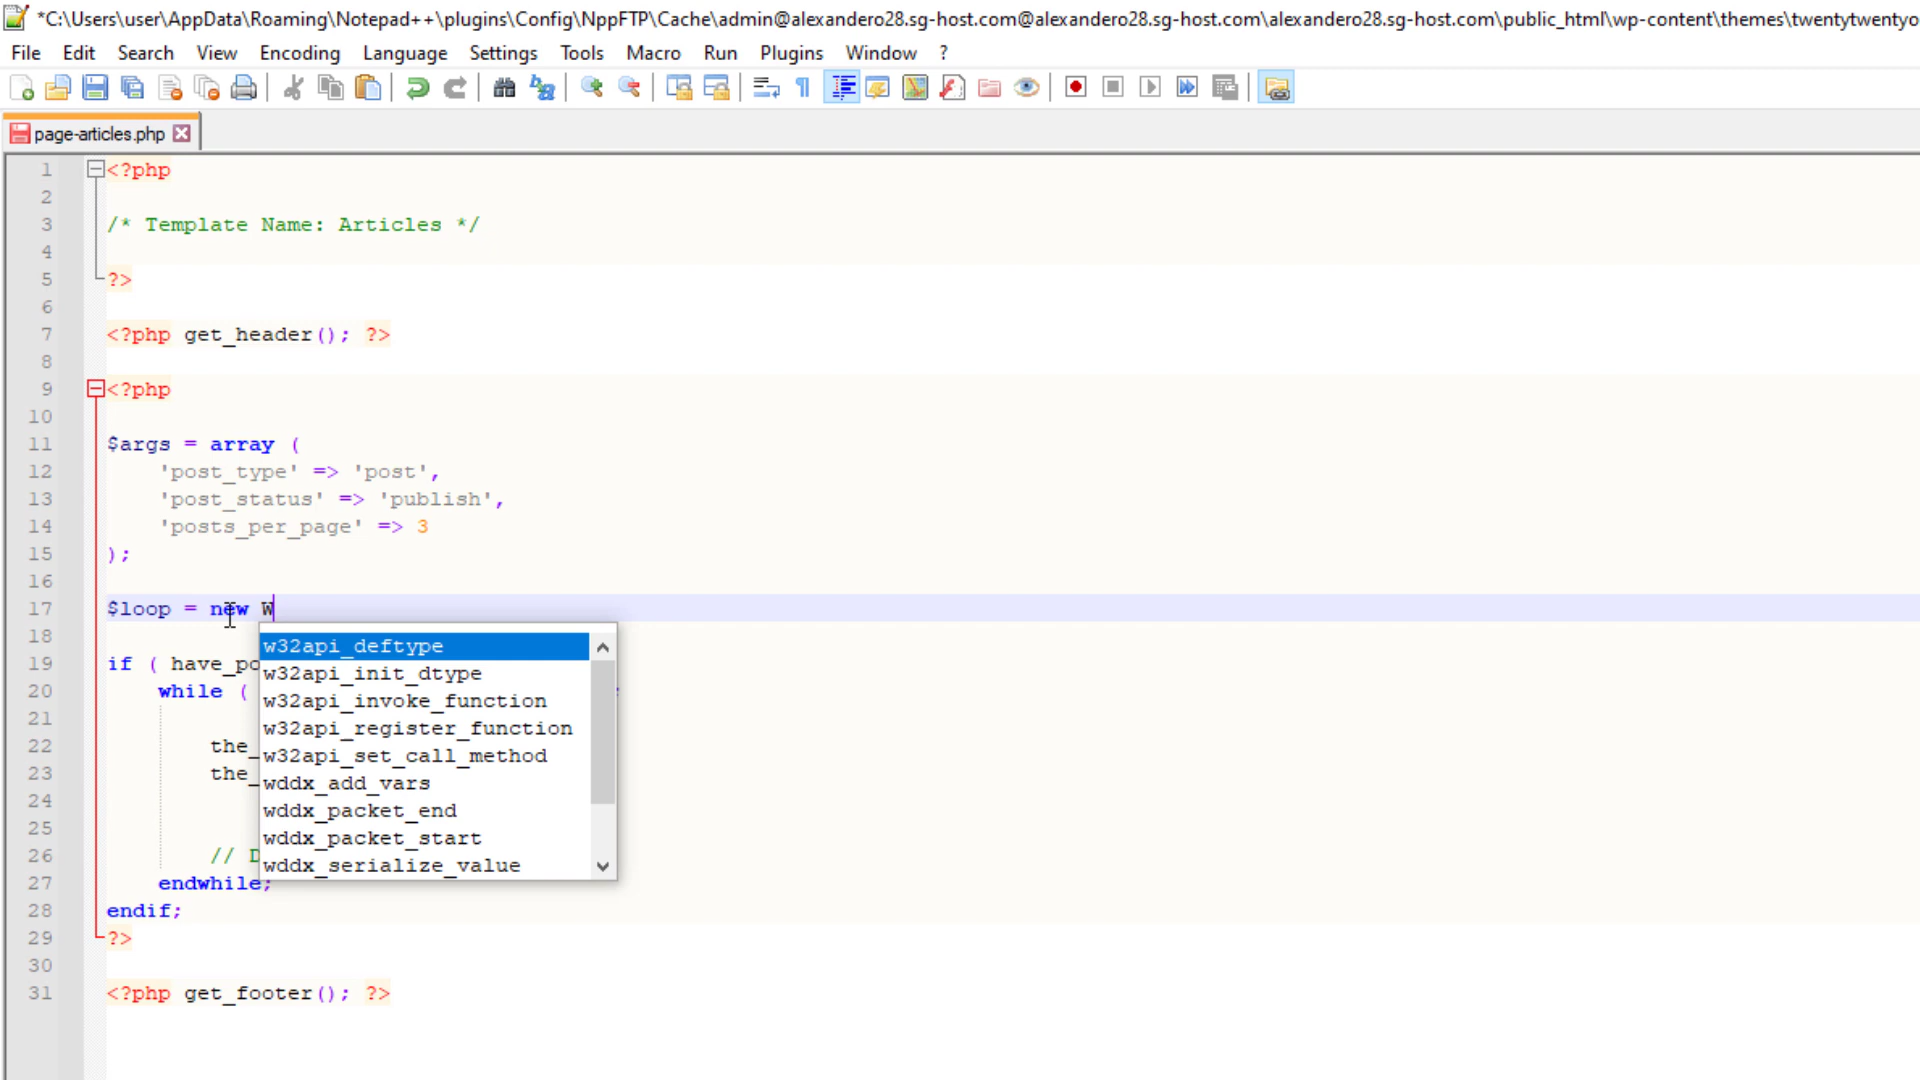 *C:\Users\user\AppData\Roaming\Notepad++\plugins\Config\NppFTP\Cache\admin@alexandero28.sg-host.com@alexandero28.sg-host.com\alexandero28.sg-host.com\public_html\wp-content\themes\twentytwentyo
File Edit Search View Encoding Language Settings Tools Macro Run Plugins Window ?
page-articles.php
1 <?php
2
3 /* Template Name: Articles */
4
5 ?>
6
7 <?php get_header(); ?>
8
9 <?php
10
11 $args = array (
12 'post_type' => 'post',
13 'post_status' => 'publish',
14 'posts_per_page' => 3
15 );
16
17 $loop = new W
18
19 if ( have_po
20 while (
21
22 the_
23 the_
24
25
26 // D
27 endwhile;
28 endif;
29 ?>
30
31 <?php get_footer(); ?>
w32api_deftype
w32api_init_dtype
w32api_invoke_function
w32api_register_function
w32api_set_call_method
wddx_add_vars
wddx_packet_end
wddx_packet_start
wddx_serialize_value